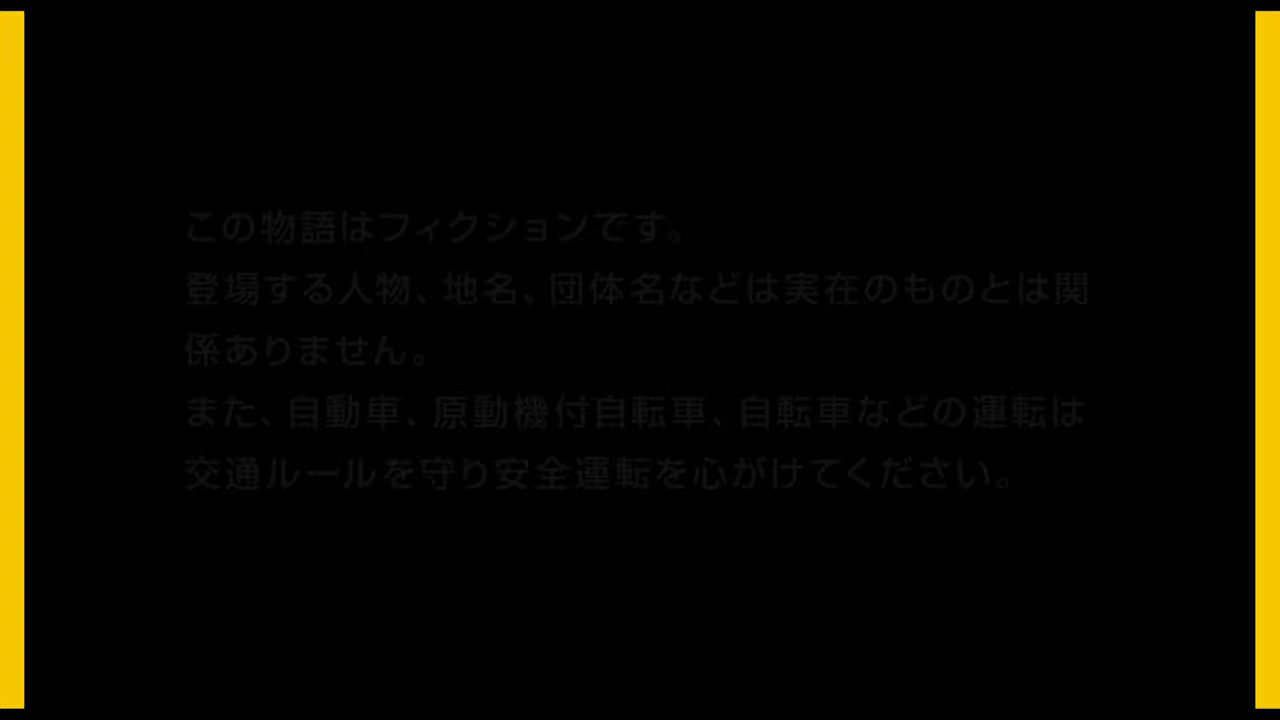 この物語はフィクションです。
登場する人物、地名、団体名などは実在のものとは関
係ありません。
また、自動車、原動機付自転車、自転車などの運転は
交通ルールを守り安全運転を心がけてください。